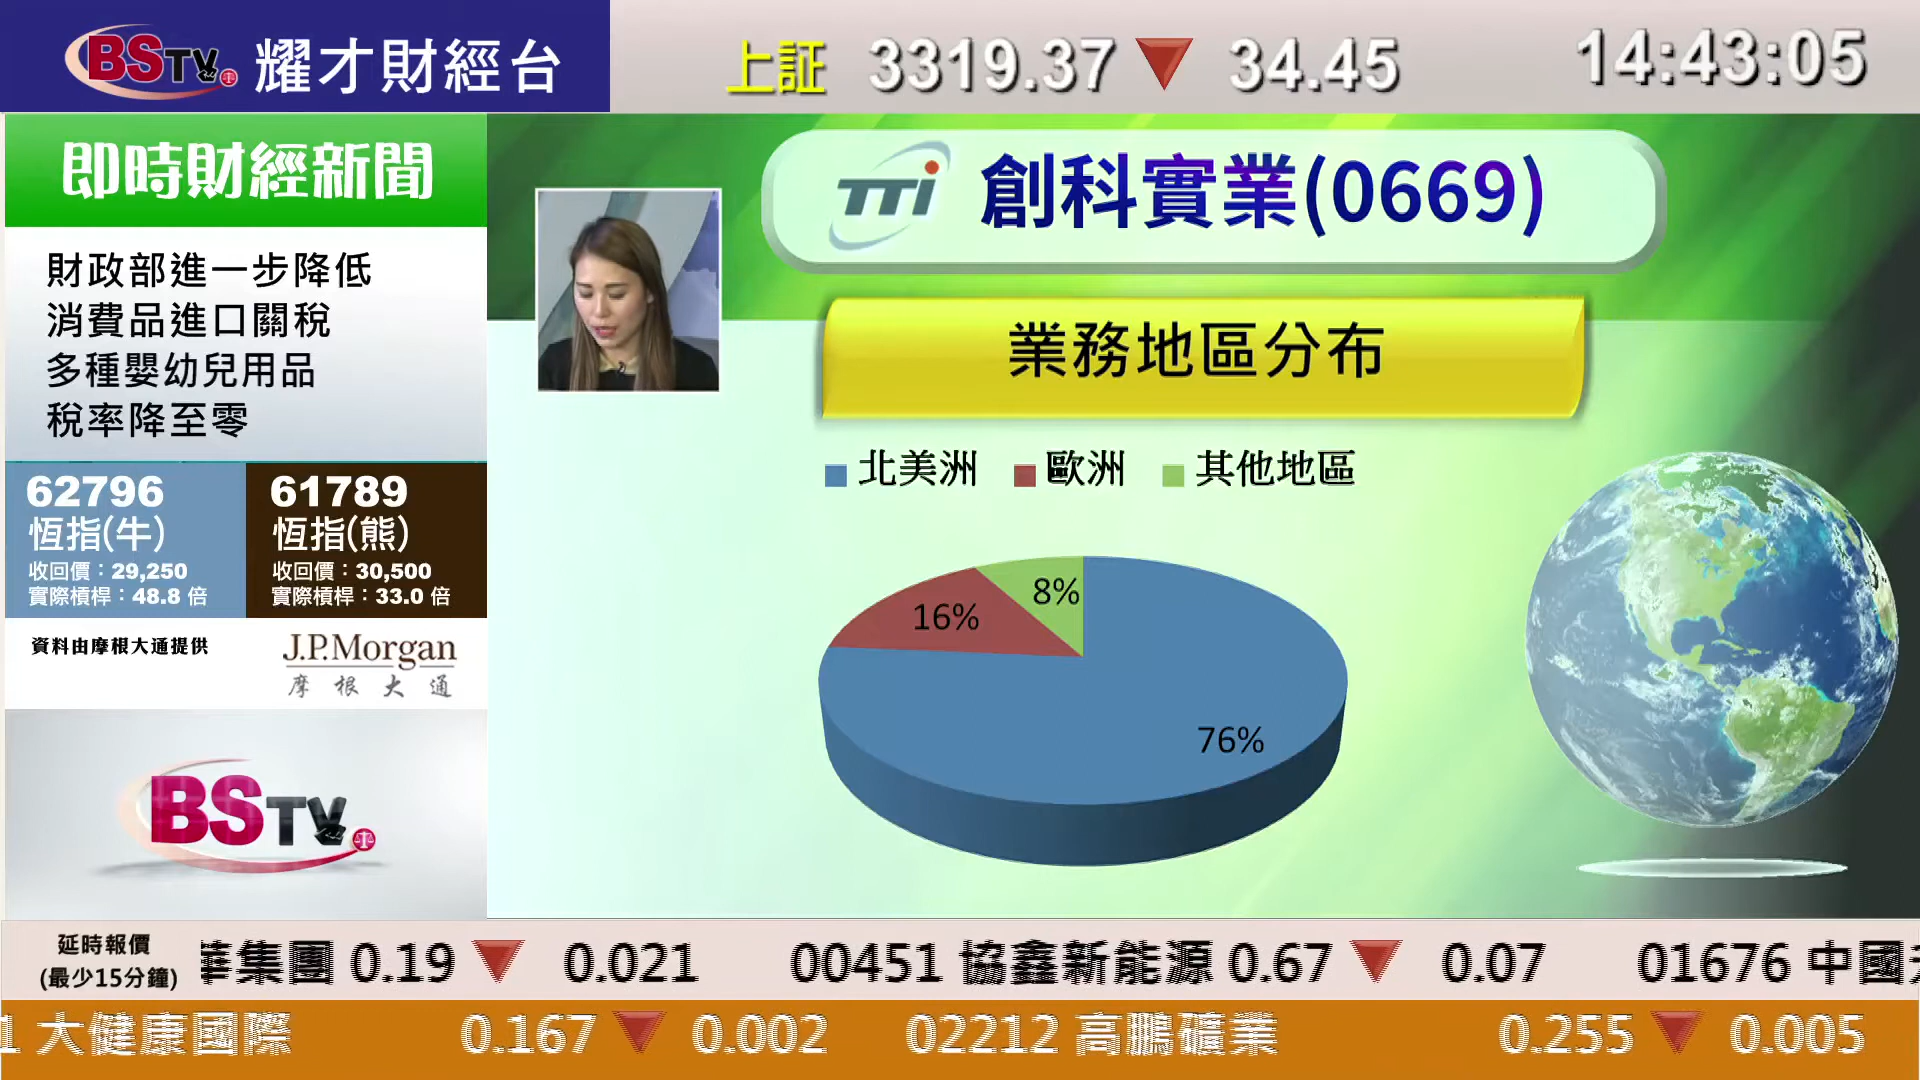 BSTV 耀才財經台
上証 3319.37 34.45 14:43:05
即時財經新聞
財政部進一步降低
消費品進口關稅
多種嬰幼兒用品
稅率降至零
62796
恆指(牛)
收回價：29,250
實際槓桿：48.8 倍
61789
恆指(熊)
收回價：30,500
實際槓桿：33.0 倍
資料由摩根大通提供
J.P.Morgan
摩根大通
BSTV
TTI 創科實業(0669)
業務地區分布
北美洲 歐洲 其他地區
8%
16%
76%
延時報價
(最少15分鐘)
集團 0.19 0.021 00451 協鑫新能源 0.67 0.07 01676 中國
1 大健康國際 0.167 0.002 02212 高鵬礦業 0.255 0.005